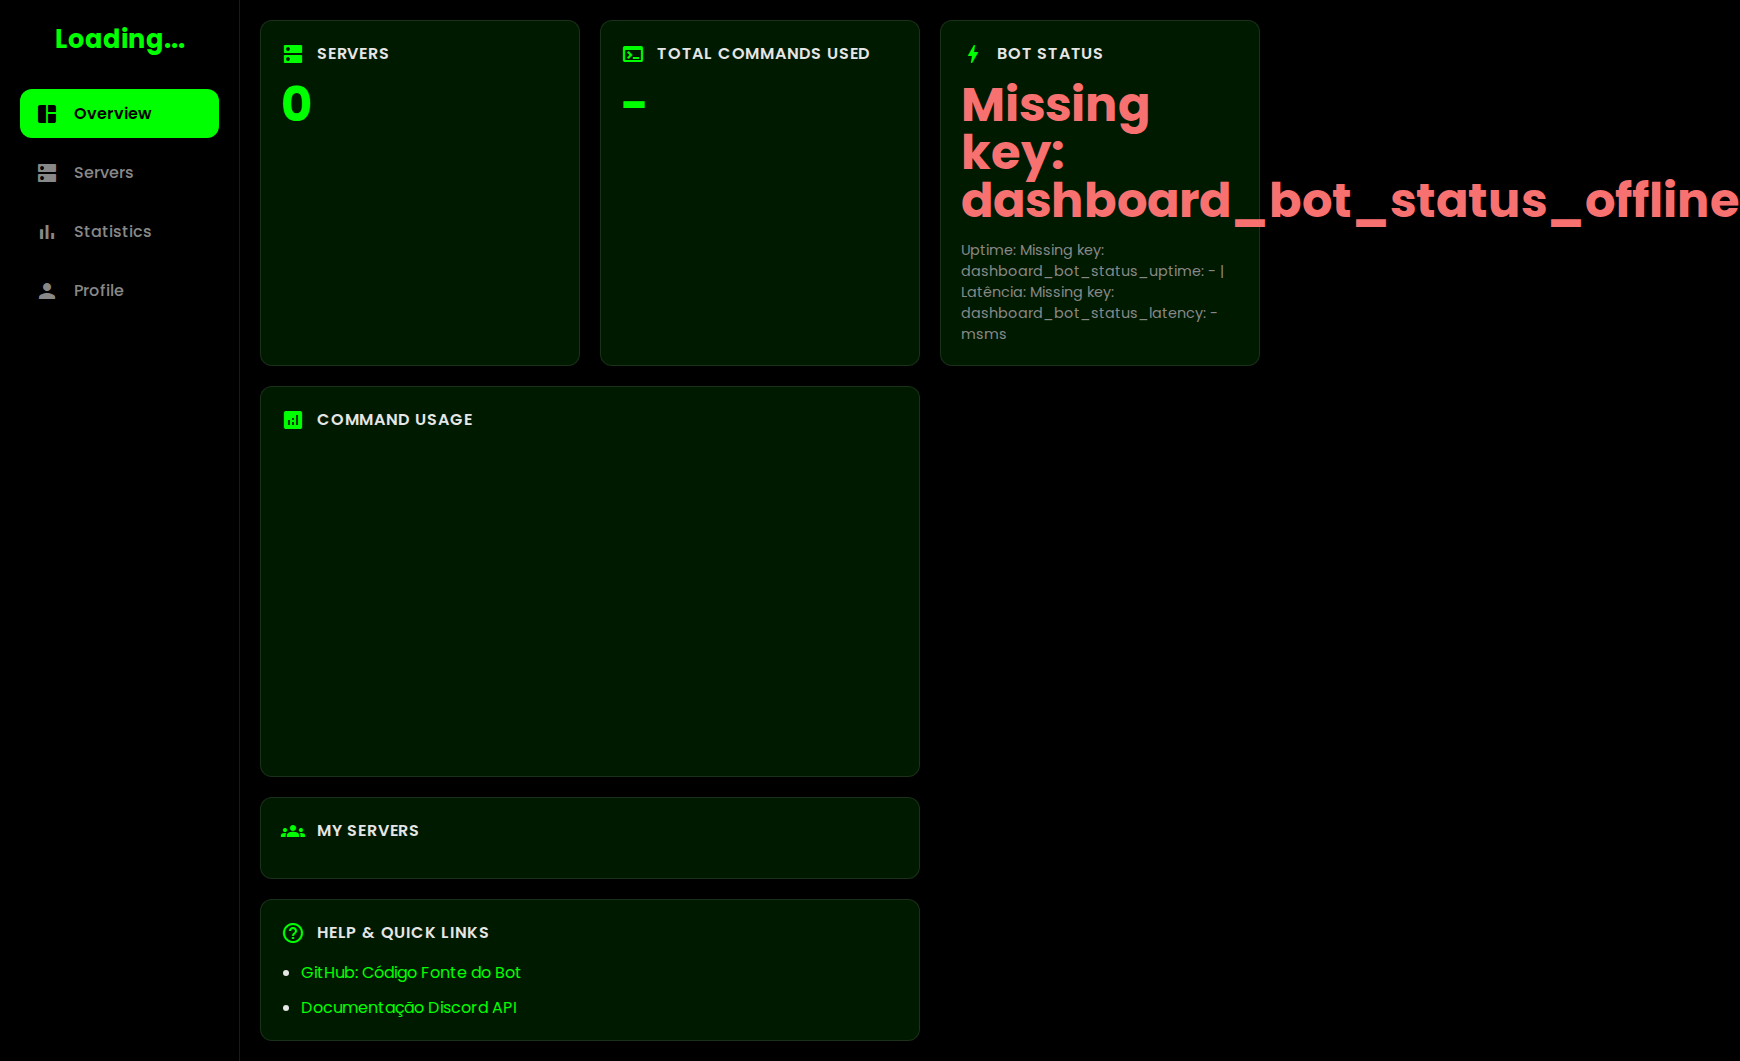 Loading...
Overview
Servers
Statistics
Profile
SERVERS
0
TOTAL COMMANDS USED
-
BOT STATUS
Missing
key:
dashboard_bot_status_offline
Uptime: Missing key:
dashboard_bot_status_uptime: - |
Latência: Missing key:
dashboard_bot_status_latency: -
msms
COMMAND USAGE
MY SERVERS
HELP & QUICK LINKS
GitHub: Código Fonte do Bot
Documentação Discord API